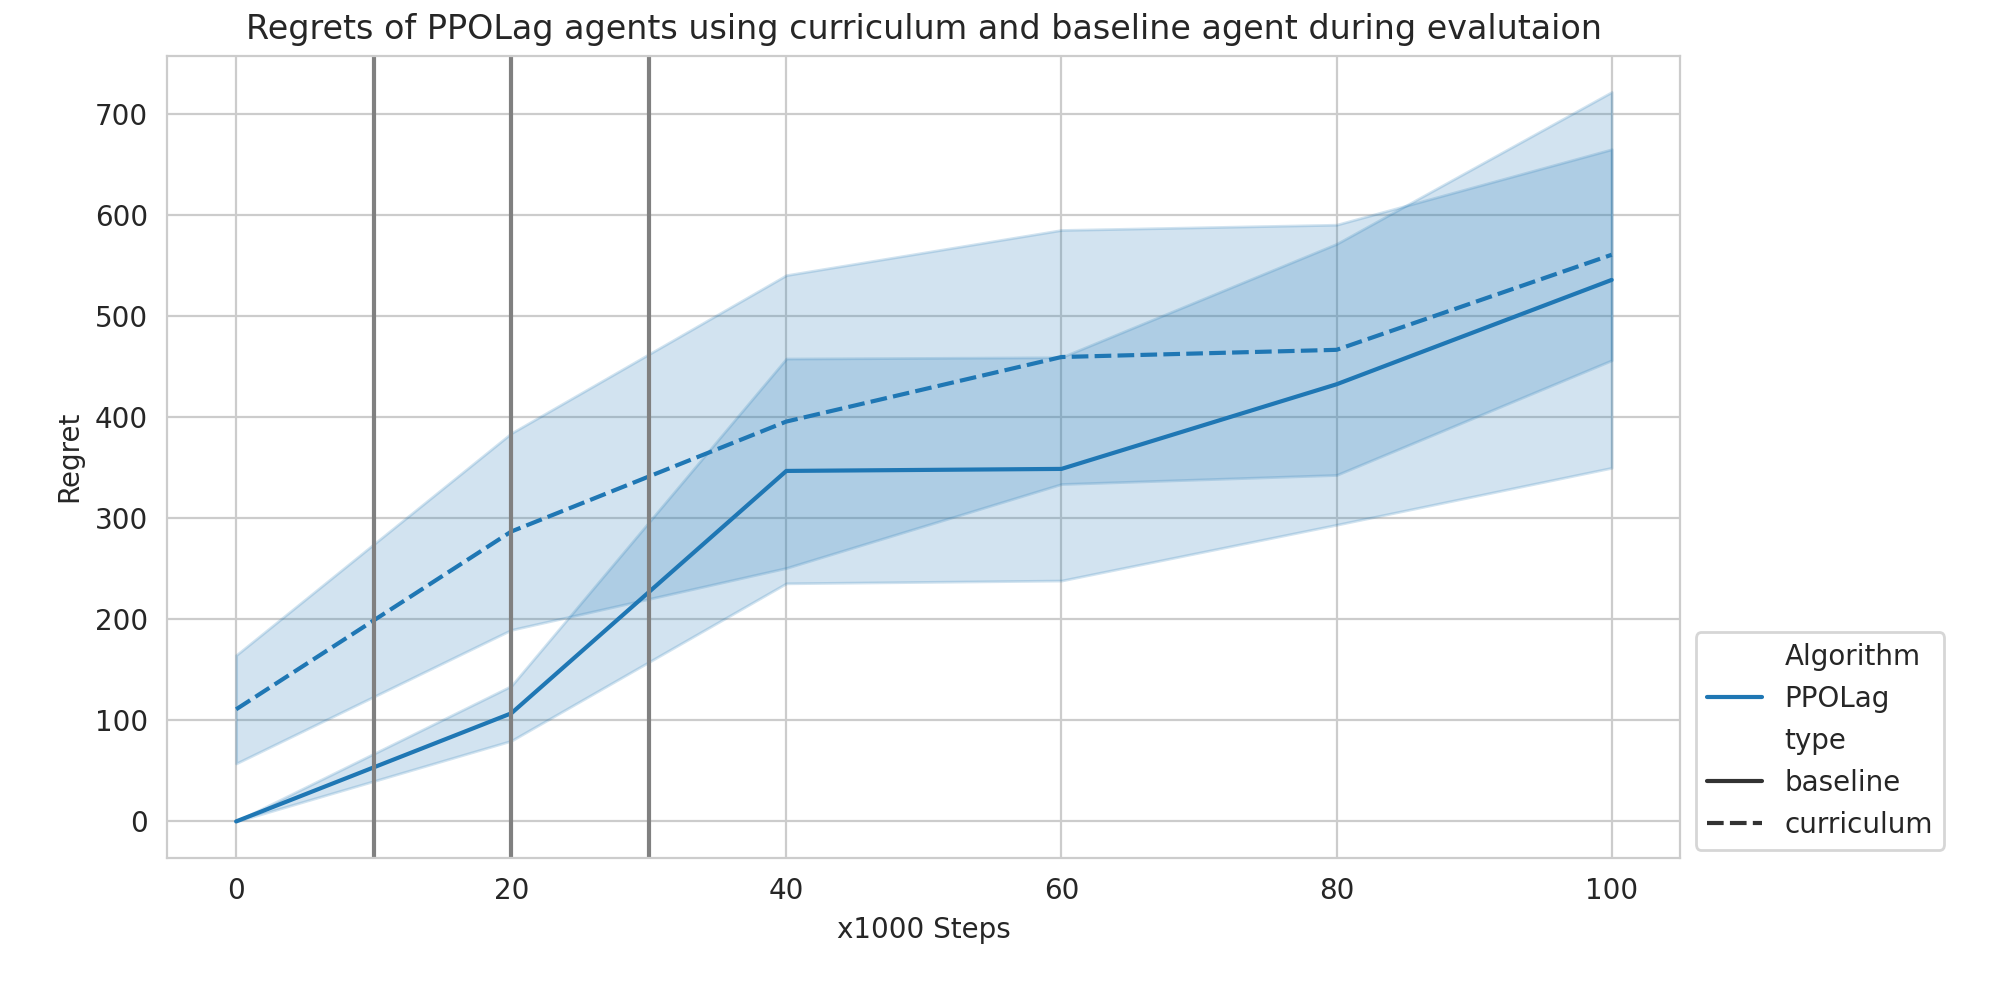 Regrets of PPOLag agents using curriculum and baseline agent during evalutaion
700
600
500
400
300
200
100
0
Regret
0 20 40 60 80 100
x1000 Steps
Algorithm
PPOLag
type
baseline
curriculum